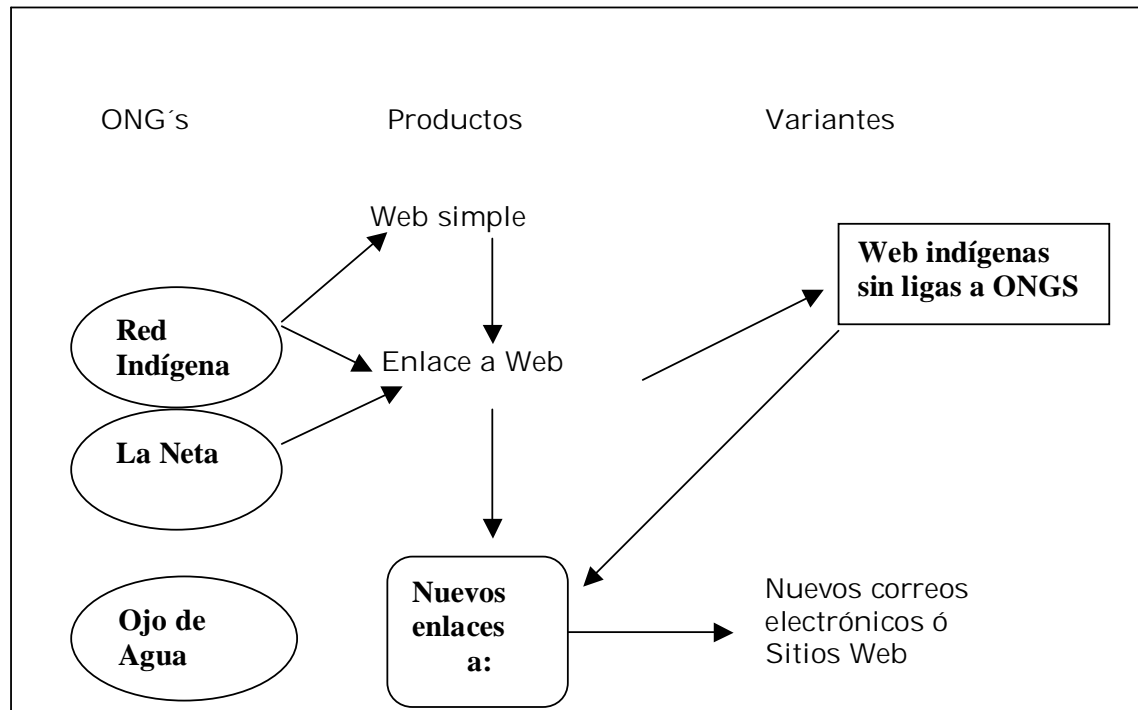 ONG´s
Productos
Variantes
Web simple
Web indígenas
sin ligas a ONGS
Red
Indígena
Enlace a Web
La Neta
Nuevos
enlaces
a:
Nuevos correos
electrónicos ó
Sitios Web
Ojo de
Agua